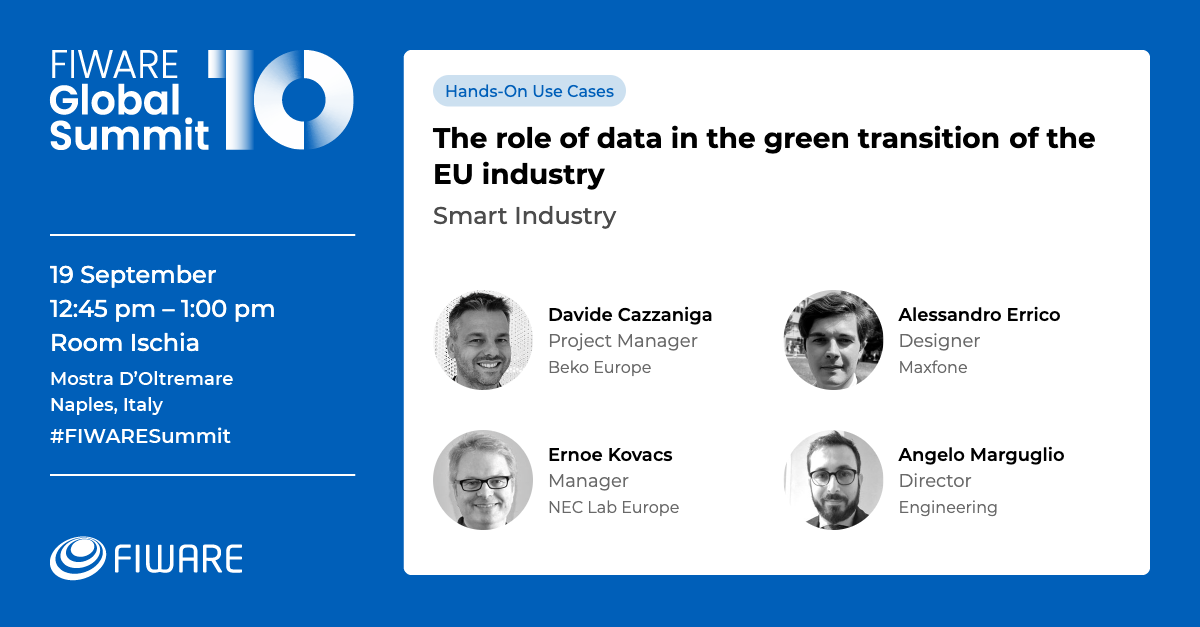 FIWARE
Global
Summit
10
19 September
12:45 pm – 1:00 pm
Room Ischia
Mostra D’Oltremare
Naples, Italy
#FIWARESummit
FIWARE
Hands-On Use Cases
The role of data in the green transition of the
EU industry
Smart Industry
Davide Cazzaniga
Project Manager
Beko Europe
Alessandro Errico
Designer
Maxfone
Ernoe Kovacs
Manager
NEC Lab Europe
Angelo Marguglio
Director
Engineering